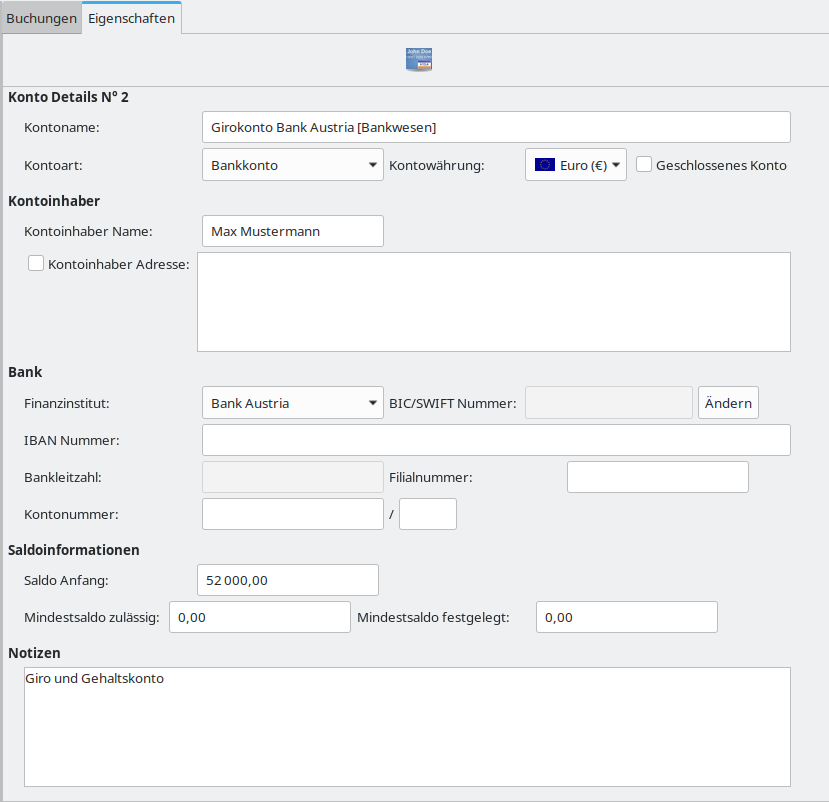 Buchungen Eigenschaften
John Doe
VISA
Konto Details N° 2
Kontoname: Girokonto Bank Austria [Bankwesen]
Kontoart: Bankkonto Kontowährung: Euro (€) Geschlossenes Konto
Kontoinhaber
Kontoinhaber Name: Max Mustermann
Kontoinhaber Adresse:
Bank
Finanzinstitut: Bank Austria BIC/SWIFT Nummer: Ändern
IBAN Nummer:
Bankleitzahl: Filialnummer:
Kontonummer: /
Saldoinformationen
Saldo Anfang: 52 000,00
Mindestsaldo zulässig: 0,00 Mindestsaldo festgelegt: 0,00
Notizen
Giro und Gehaltskonto